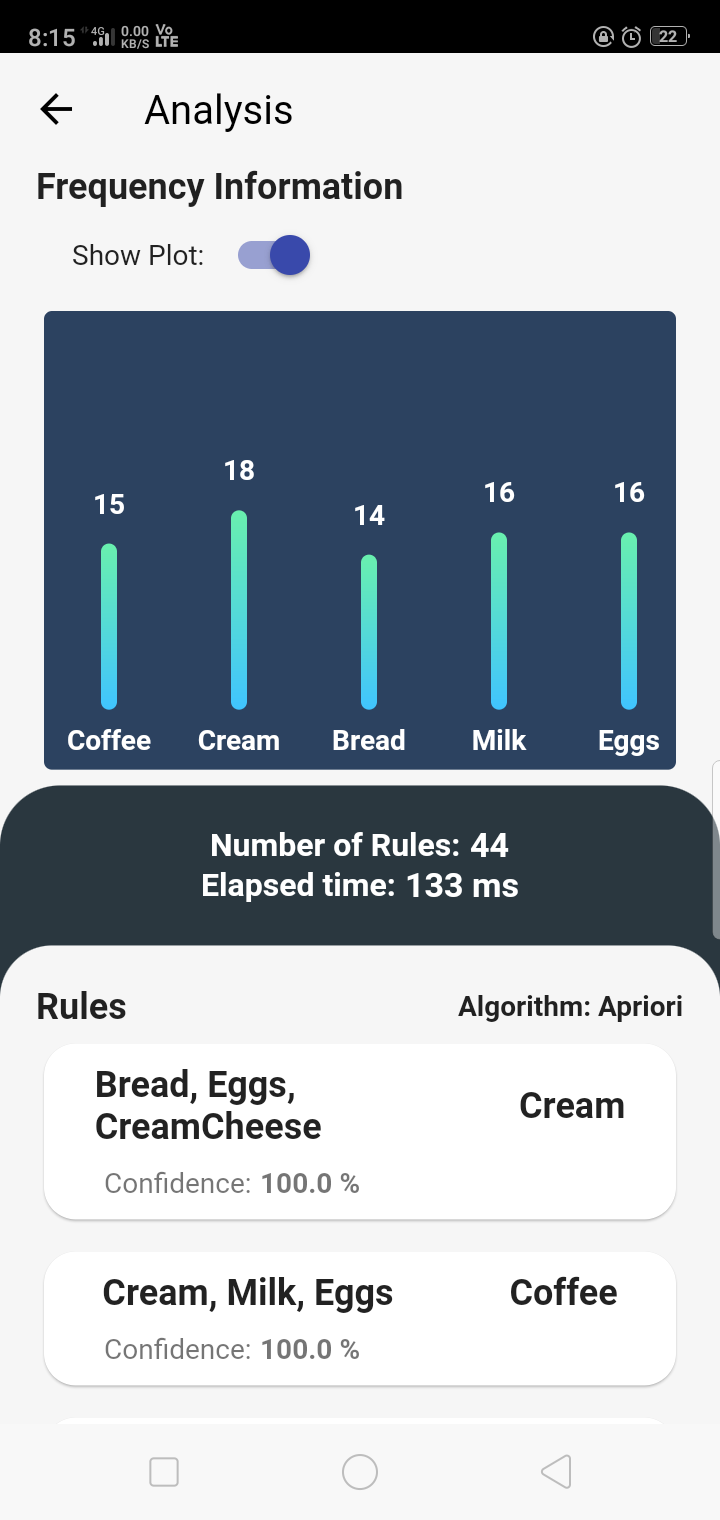 8:15 4G 0.00 KB/S Vo LTE 22
Analysis
Frequency Information
Show Plot:
15 18 14 16 16
Coffee Cream Bread Milk Eggs
Number of Rules: 44
Elapsed time: 133 ms
Rules Algorithm: Apriori
Bread, Eggs,
CreamCheese
Cream
Confidence: 100.0 %
Cream, Milk, Eggs Coffee
Confidence: 100.0 %